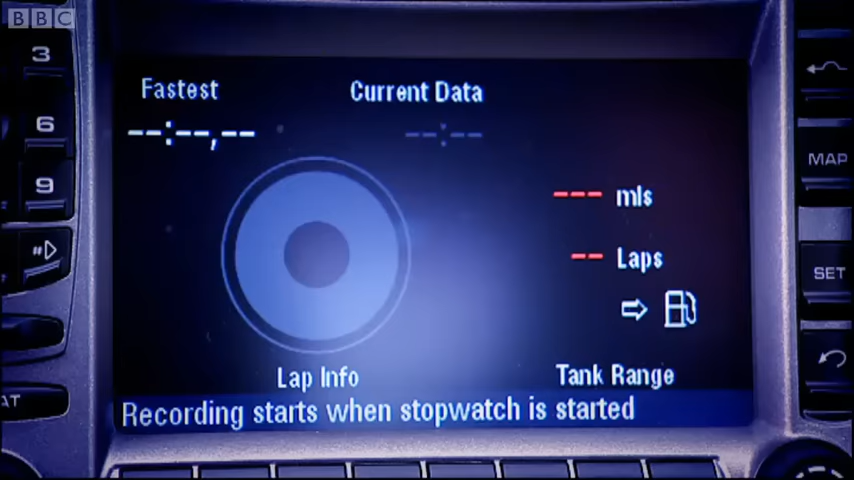 BBC
3
6
9
Fastest
Current Data
--:--,--
--:--
--- mls
-- Laps
Lap Info
Tank Range
Recording starts when stopwatch is started
MAP
SET
AT